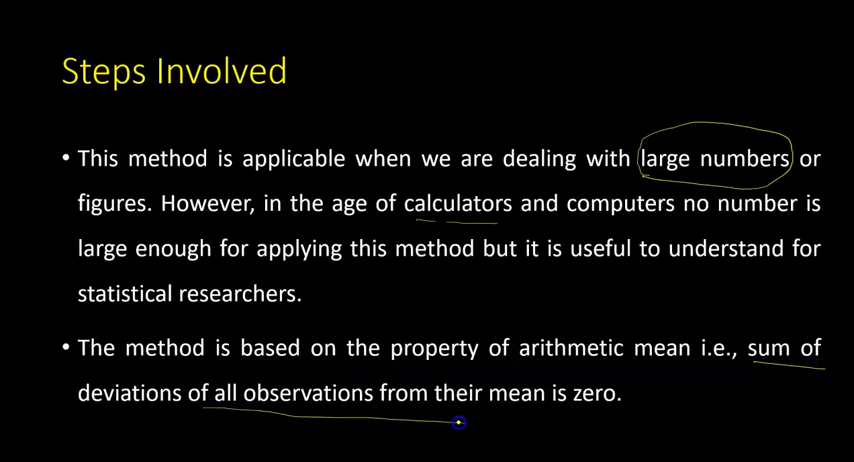 Steps Involved
• This method is applicable when we are dealing with large numbers or
figures. However, in the age of calculators and computers no number is
large enough for applying this method but it is useful to understand for
statistical researchers.
• The method is based on the property of arithmetic mean i.e., sum of
deviations of all observations from their mean is zero.